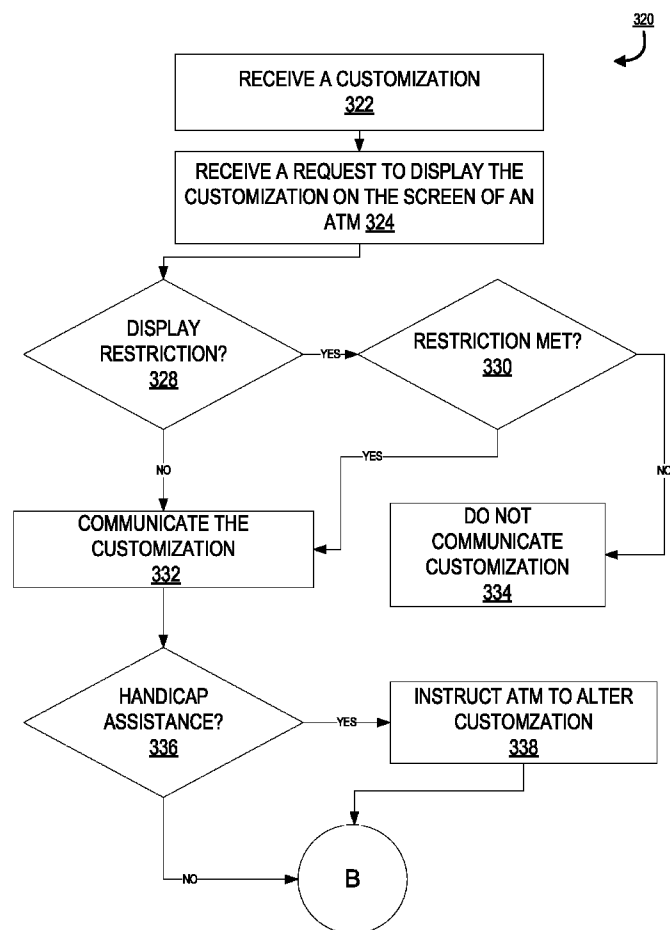 320
RECEIVE A CUSTOMIZATION
322
RECEIVE A REQUEST TO DISPLAY THE
CUSTOMIZATION ON THE SCREEN OF AN
ATM 324
DISPLAY
RESTRICTION?
328
YES
RESTRICTION MET?
330
NO
YES
NO
COMMUNICATE THE
CUSTOMIZATION
332
DO NOT
COMMUNICATE
CUSTOMIZATION
334
HANDICAP
ASSISTANCE?
336
YES
INSTRUCT ATM TO ALTER
CUSTOMZATION
338
NO
B